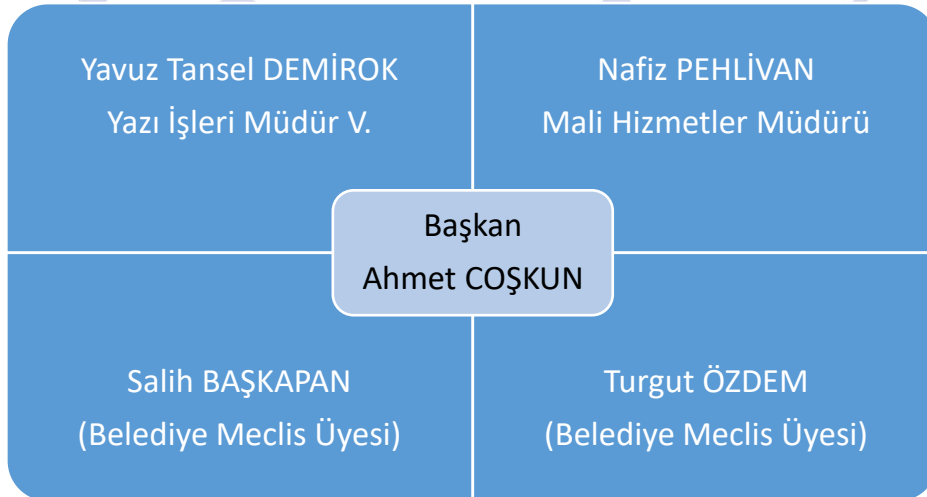 Yavuz Tansel DEMİROK
Yazı İşleri Müdür V.
Nafiz PEHLİVAN
Mali Hizmetler Müdürü
Başkan
Ahmet COŞKUN
Salih BAŞKAPAN
(Belediye Meclis Üyesi)
Turgut ÖZDEM
(Belediye Meclis Üyesi)